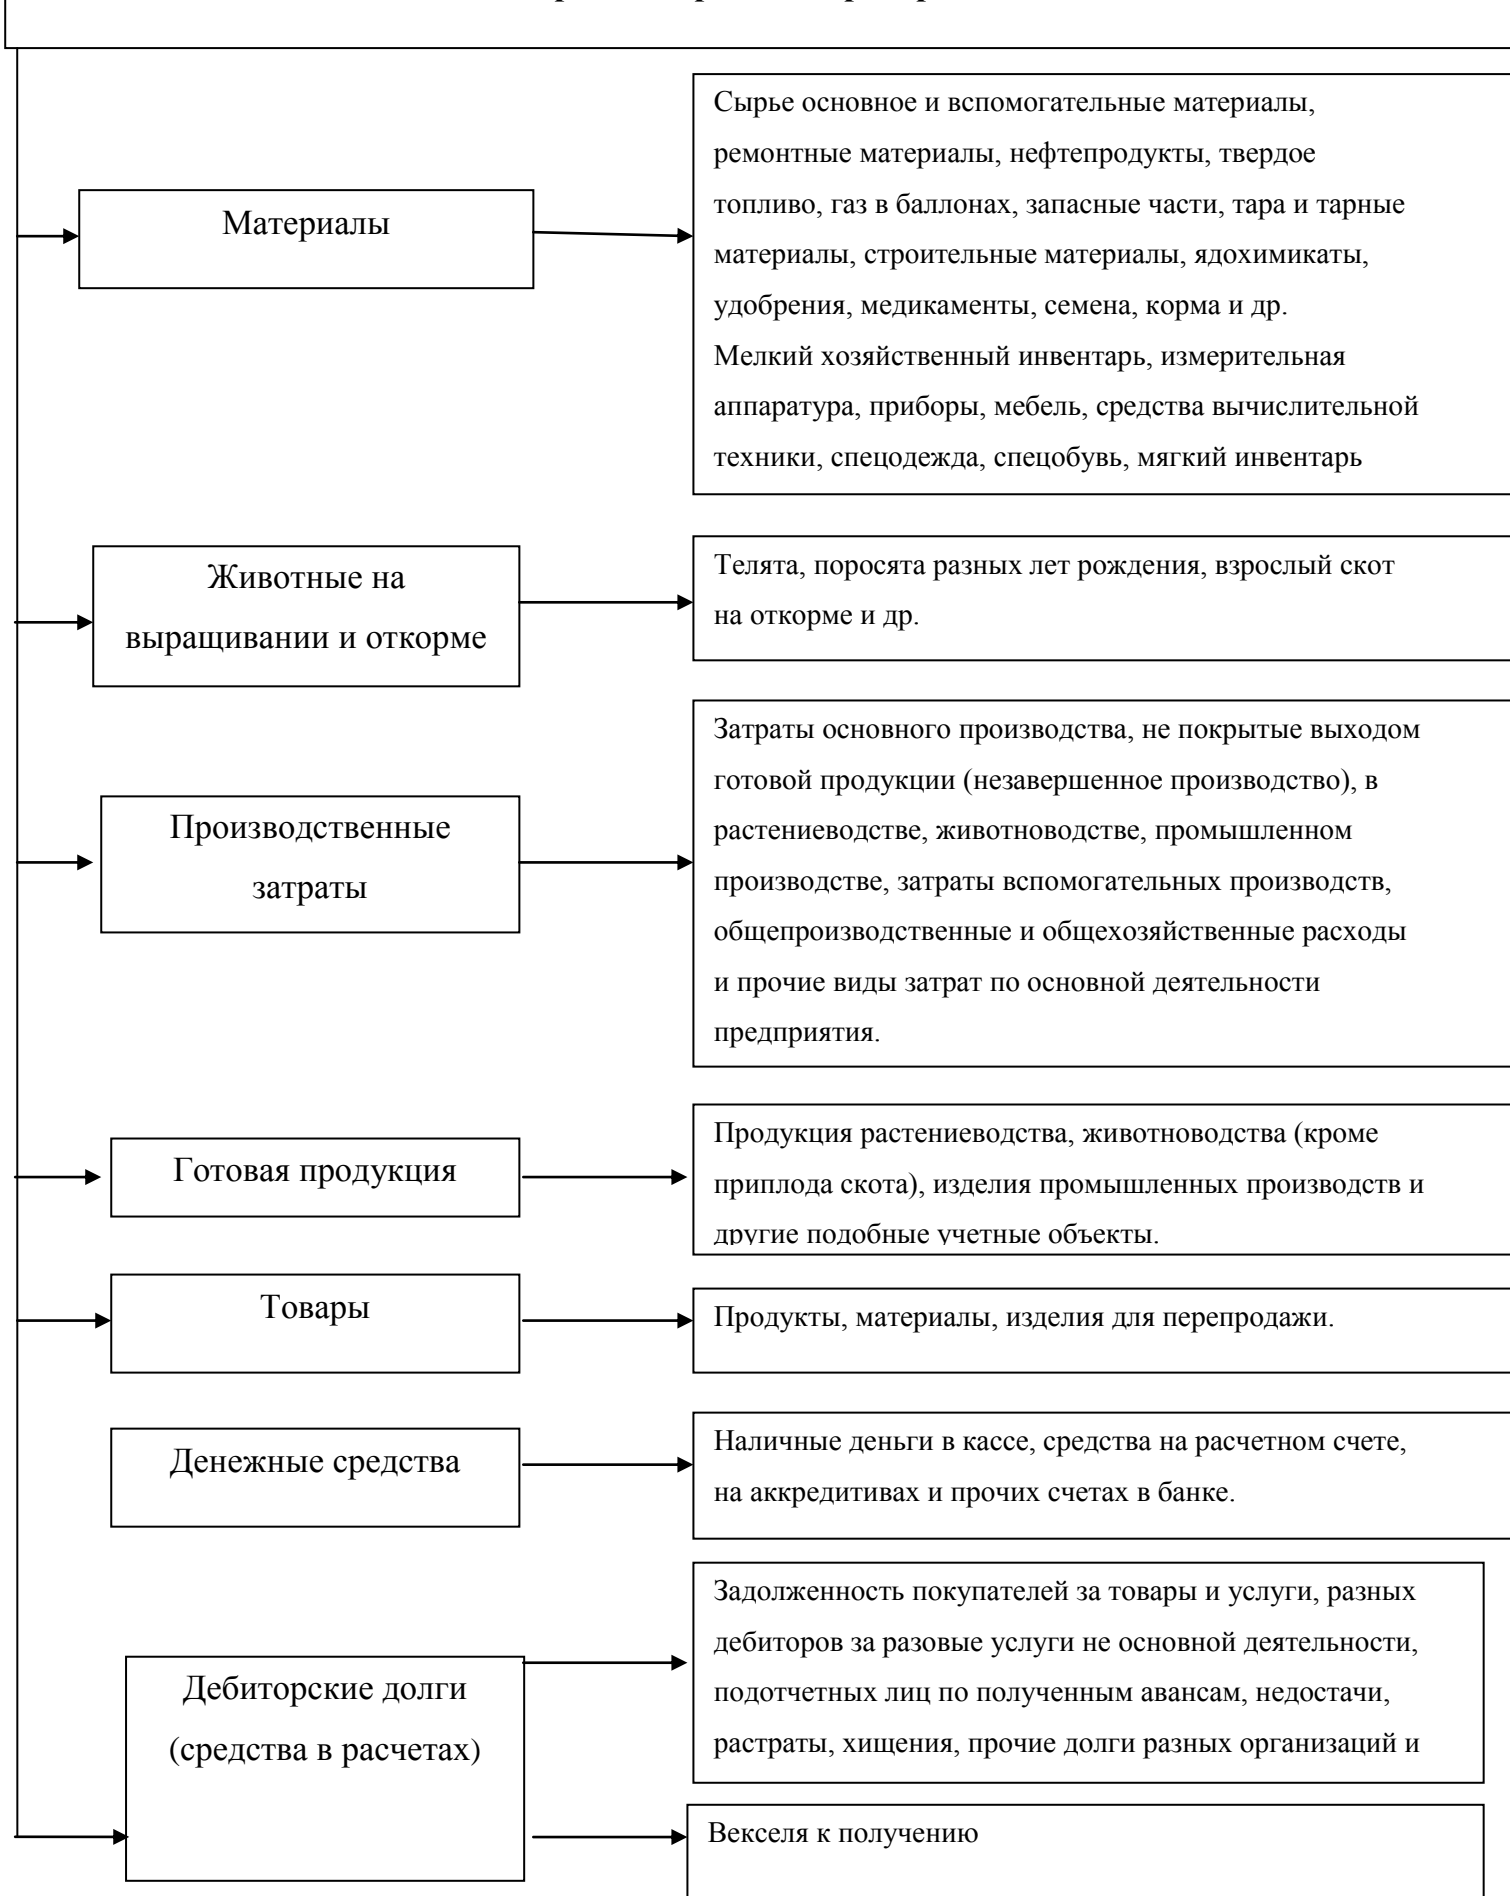 Материалы
Сырье основное и вспомогательные материалы,
ремонтные материалы, нефтепродукты, твердое
топливо, газ в баллонах, запасные части, тара и тарные
материалы, строительные материалы, ядохимикаты,
удобрения, медикаменты, семена, корма и др.
Мелкий хозяйственный инвентарь, измерительная
аппаратура, приборы, мебель, средства вычислительной
техники, спецодежда, спецобувь, мягкий инвентарь
Животные на
выращивании и откорме
Телята, поросята разных лет рождения, взрослый скот
на откорме и др.
Производственные
затраты
Затраты основного производства, не покрытые выходом
готовой продукции (незавершенное производство), в
растениеводстве, животноводстве, промышленном
производстве, затраты вспомогательных производств,
общепроизводственные и общехозяйственные расходы
и прочие виды затрат по основной деятельности
предприятия.
Готовая продукция
Продукция растениеводства, животноводства (кроме
приплода скота), изделия промышленных производств и
другие подобные учетные объекты.
Товары
Продукты, материалы, изделия для перепродажи.
Денежные средства
Наличные деньги в кассе, средства на расчетном счете,
на аккредитивах и прочих счетах в банке.
Дебиторские долги
(средства в расчетах)
Задолженность покупателей за товары и услуги, разных
дебиторов за разовые услуги не основной деятельности,
подотчетных лиц по полученным авансам, недостачи,
растраты, хищения, прочие долги разных организаций и
Векселя к получению